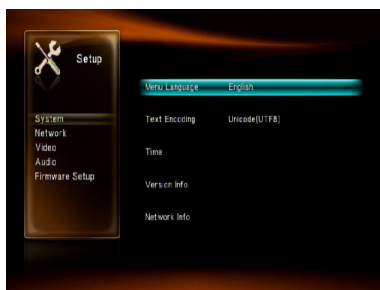 Setup
System
Network
Video
Audio
Firmware Setup
Menu Language English
Text Encoding Unicode(UTF8)
Time
Version Info
Network Info